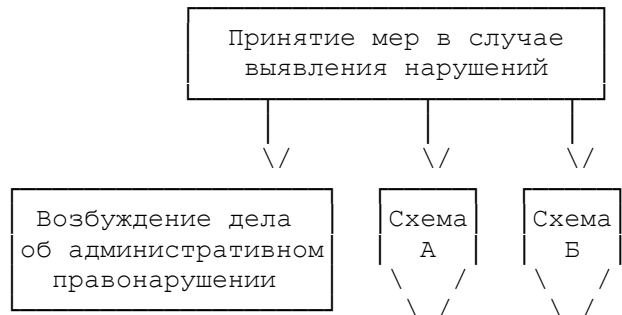 Принятие мер в случае
выявления нарушений
Возбуждение дела
об административном
правонарушении
Схема
А
Схема
Б